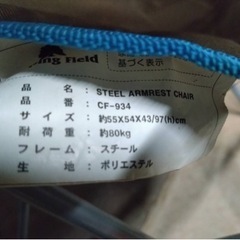 ing Field
基づく表示
品 名 : STEEL ARMREST CHAIR
品 番 : CF-934
サ イ ズ : 約55X54X43/97(h)cm
耐 荷 重 : 約80kg
フ レ ー ム : スチール
生 地 : ポリエステル